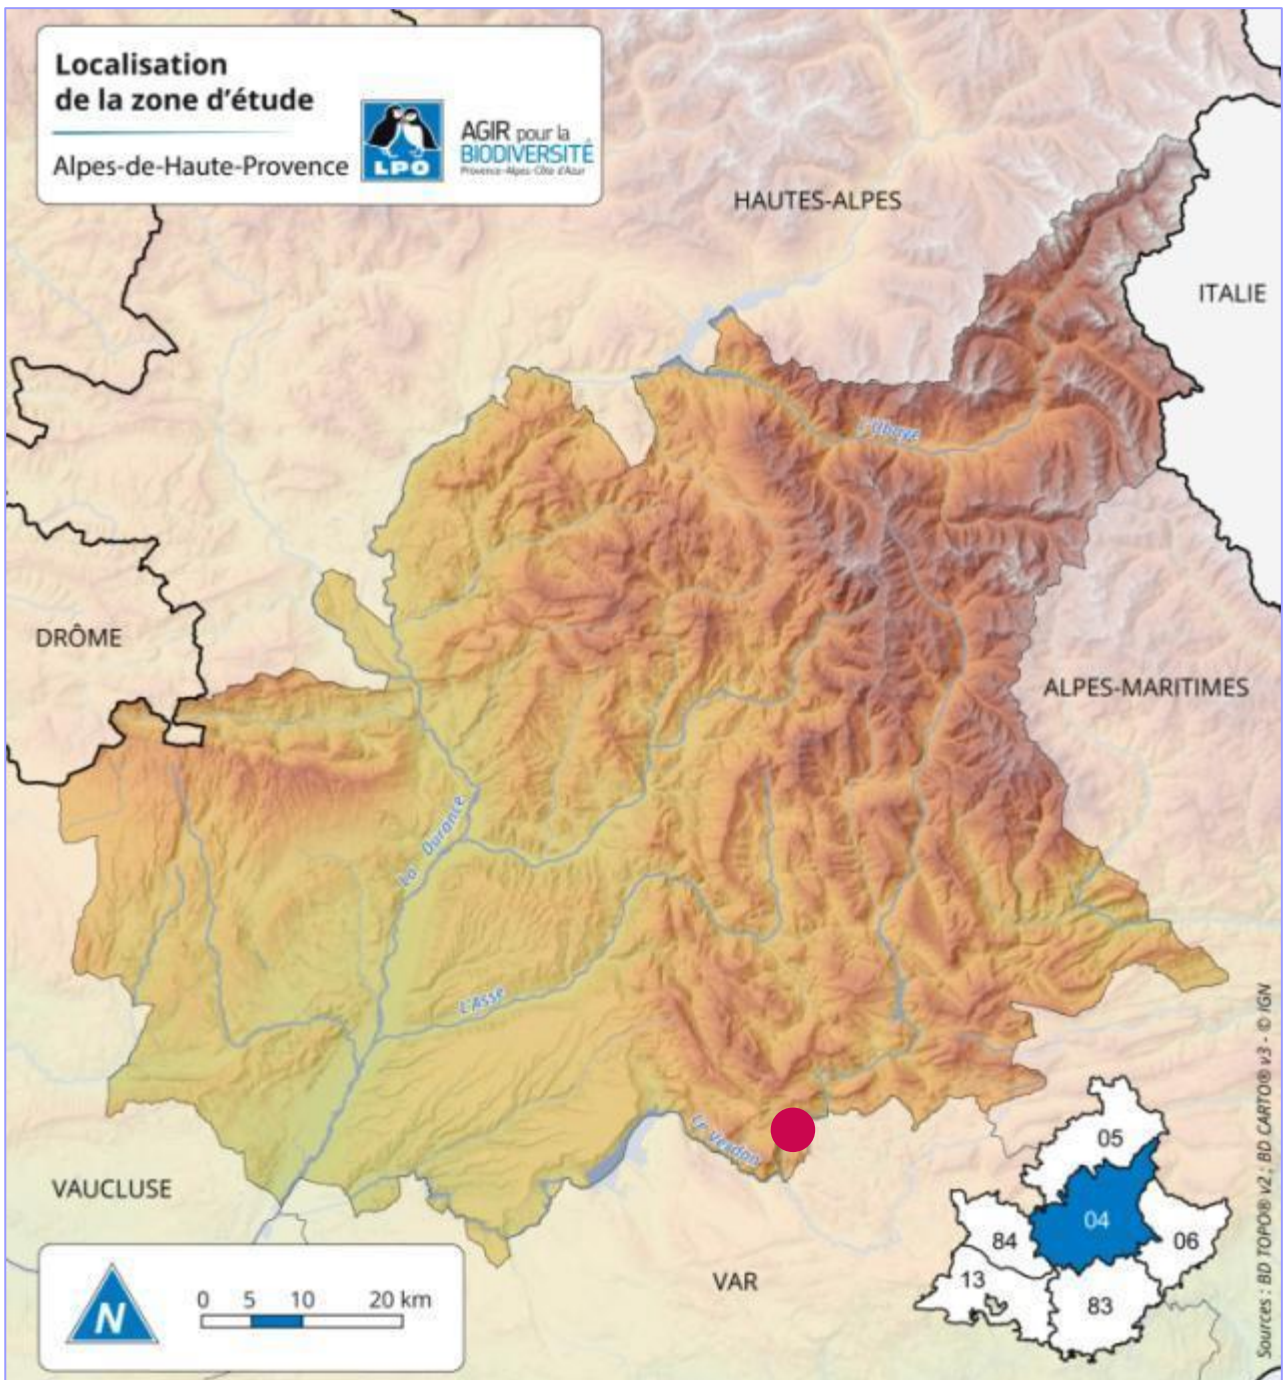 Localisation
de la zone d'étude
Alpes-de-Haute-Provence
LPO
AGIR pour la
BIODIVERSITÉ
Provence-Alpes-Côte d'Azur
HAUTES-ALPES
ITALIE
L'Ubaye
DRÔME
ALPES-MARITIMES
La Durance
L'Asse
Le Verdon
VAUCLUSE
VAR
N
0 5 10 20 km
05
04
84
06
13
83
Sources : BD TOPO® v2 ; BD CARTO® v3 - © IGN